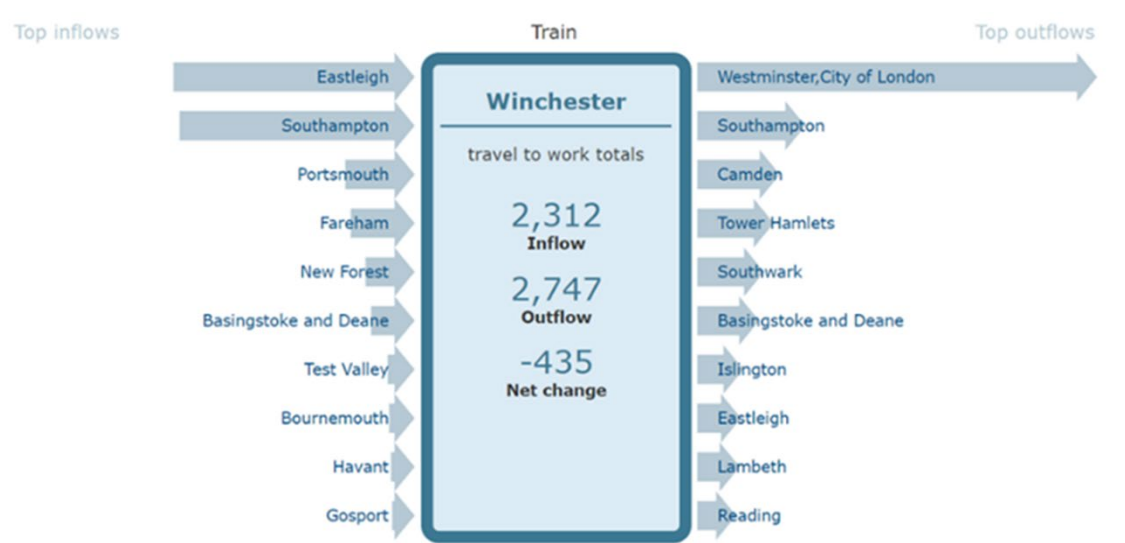 Top inflows
Train
Top outflows
Eastleigh
Southampton
Portsmouth
Fareham
New Forest
Basingstoke and Deane
Test Valley
Bournemouth
Havant
Gosport
Winchester
travel to work totals
2,312
Inflow
2,747
Outflow
-435
Net change
Westminster,City of London
Southampton
Camden
Tower Hamlets
Southwark
Basingstoke and Deane
Islington
Eastleigh
Lambeth
Reading